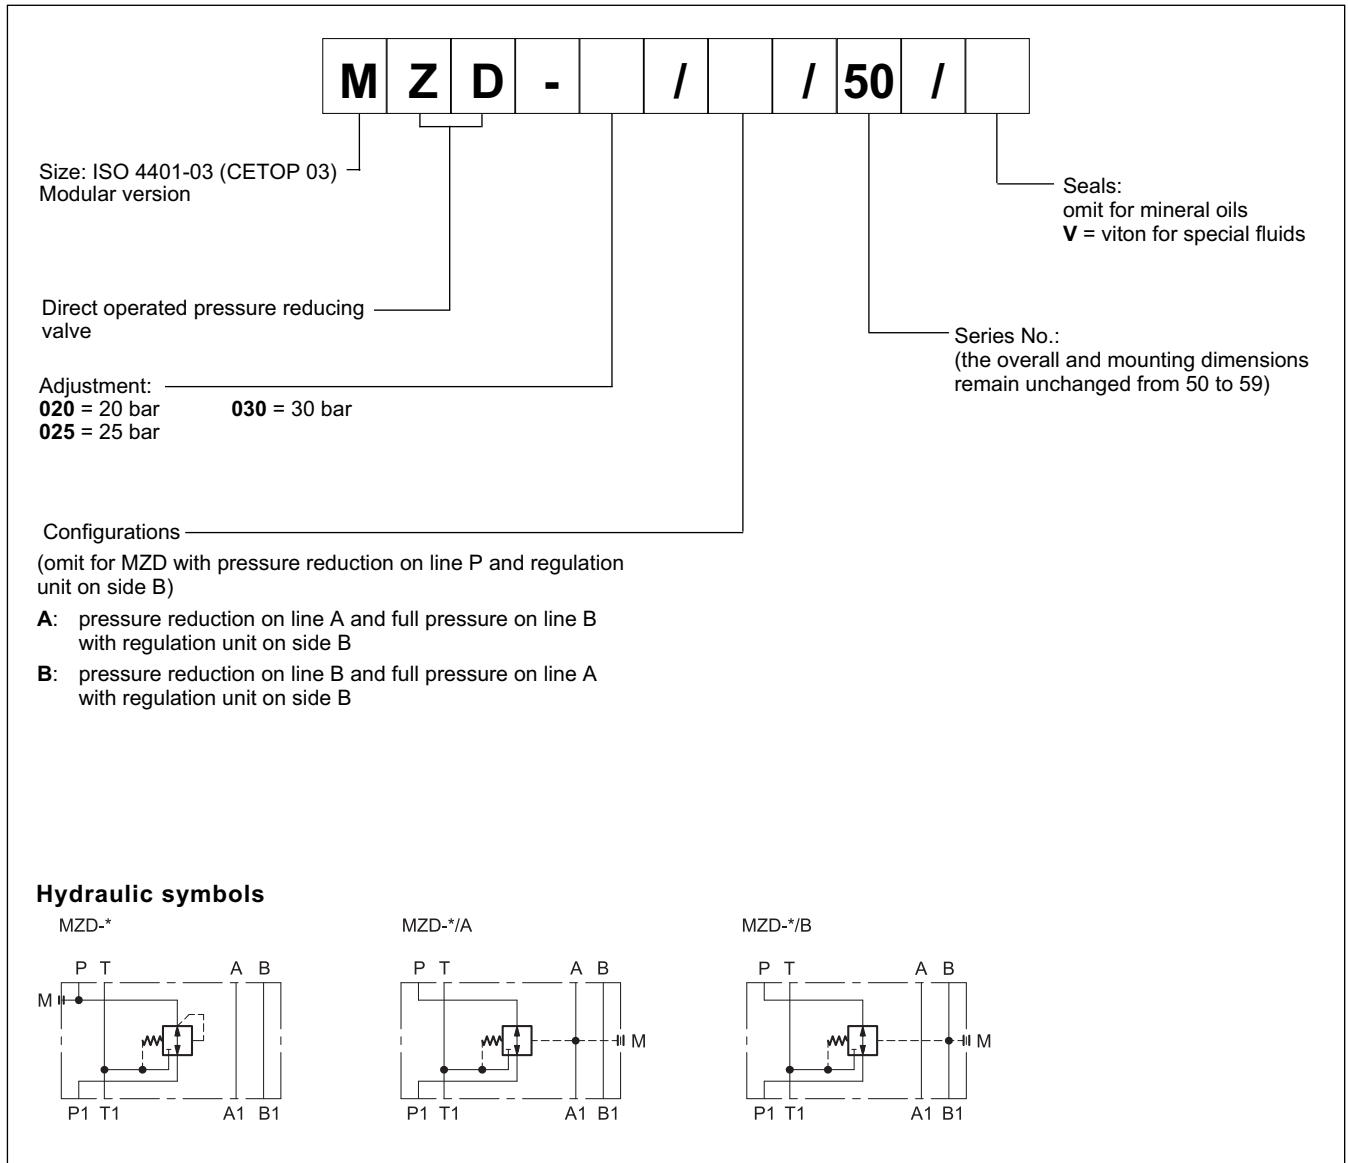 M Z D - / / 50 /
Size: ISO 4401-03 (CETOP 03)
Modular version
Seals:
omit for mineral oils
V = viton for special fluids
Direct operated pressure reducing
valve
Series No.:
(the overall and mounting dimensions
remain unchanged from 50 to 59)
Adjustment:
020 = 20 bar 030 = 30 bar
025 = 25 bar
Configurations
(omit for MZD with pressure reduction on line P and regulation
unit on side B)
A: pressure reduction on line A and full pressure on line B
with regulation unit on side B
B: pressure reduction on line B and full pressure on line A
with regulation unit on side B
Hydraulic symbols
MZD-* MZD-*/A MZD-*/B
P T A B P T A B P T A B
M M M
P1 T1 A1 B1 P1 T1 A1 B1 P1 T1 A1 B1